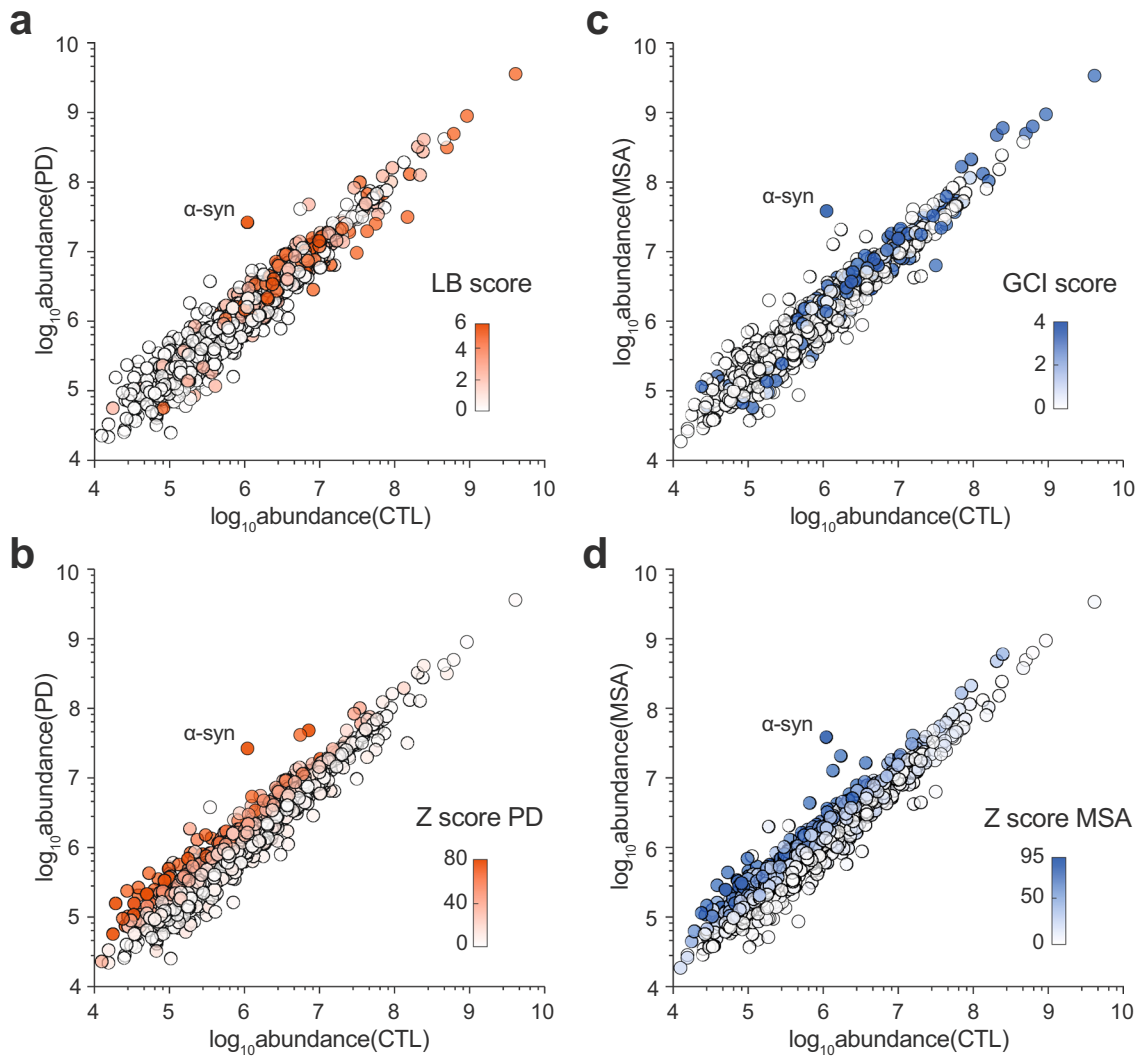 a
10
9
8
7
6
5
4
4 5 6 7 8 9 10
log₁₀abundance(PD)
log₁₀abundance(CTL)
α-syn
LB score
6
4
2
0
c
10
9
8
7
6
5
4
4 5 6 7 8 9 10
log₁₀abundance(MSA)
log₁₀abundance(CTL)
α-syn
GCI score
4
2
0
b
10
9
8
7
6
5
4
4 5 6 7 8 9 10
log₁₀abundance(PD)
log₁₀abundance(CTL)
α-syn
Z score PD
80
40
0
d
10
9
8
7
6
5
4
4 5 6 7 8 9 10
log₁₀abundance(MSA)
log₁₀abundance(CTL)
α-syn
Z score MSA
95
50
0